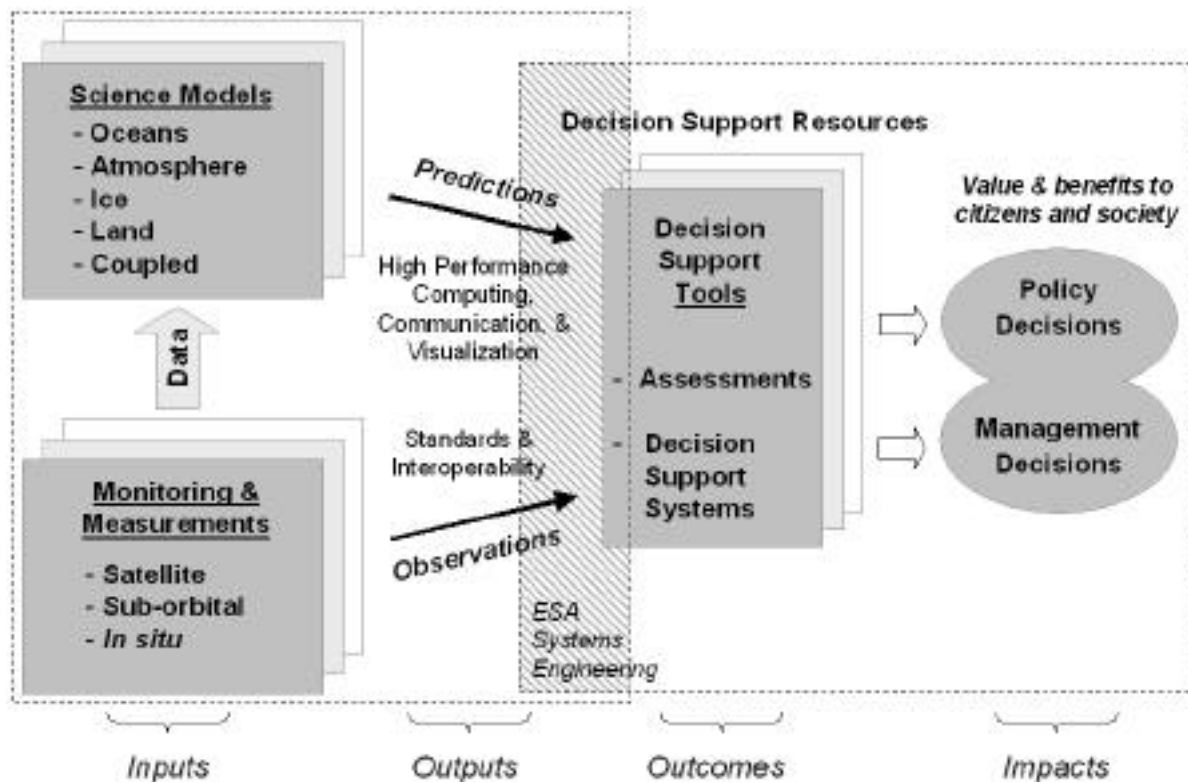 Science Models
- Oceans
- Atmosphere
- Ice
- Land
- Coupled
Data
Monitoring &
Measurements
- Satellite
- Sub-orbital
- In situ
Predictions
High Performance
Computing,
Communication, &
Visualization
Standards &
Interoperability
Observations
ESA
Systems
Engineering
Decision Support Resources
Decision
Support
Tools
- Assessments
- Decision
Support
Systems
Value & benefits to
citizens and society
Policy
Decisions
Management
Decisions
Inputs
Outputs
Outcomes
Impacts